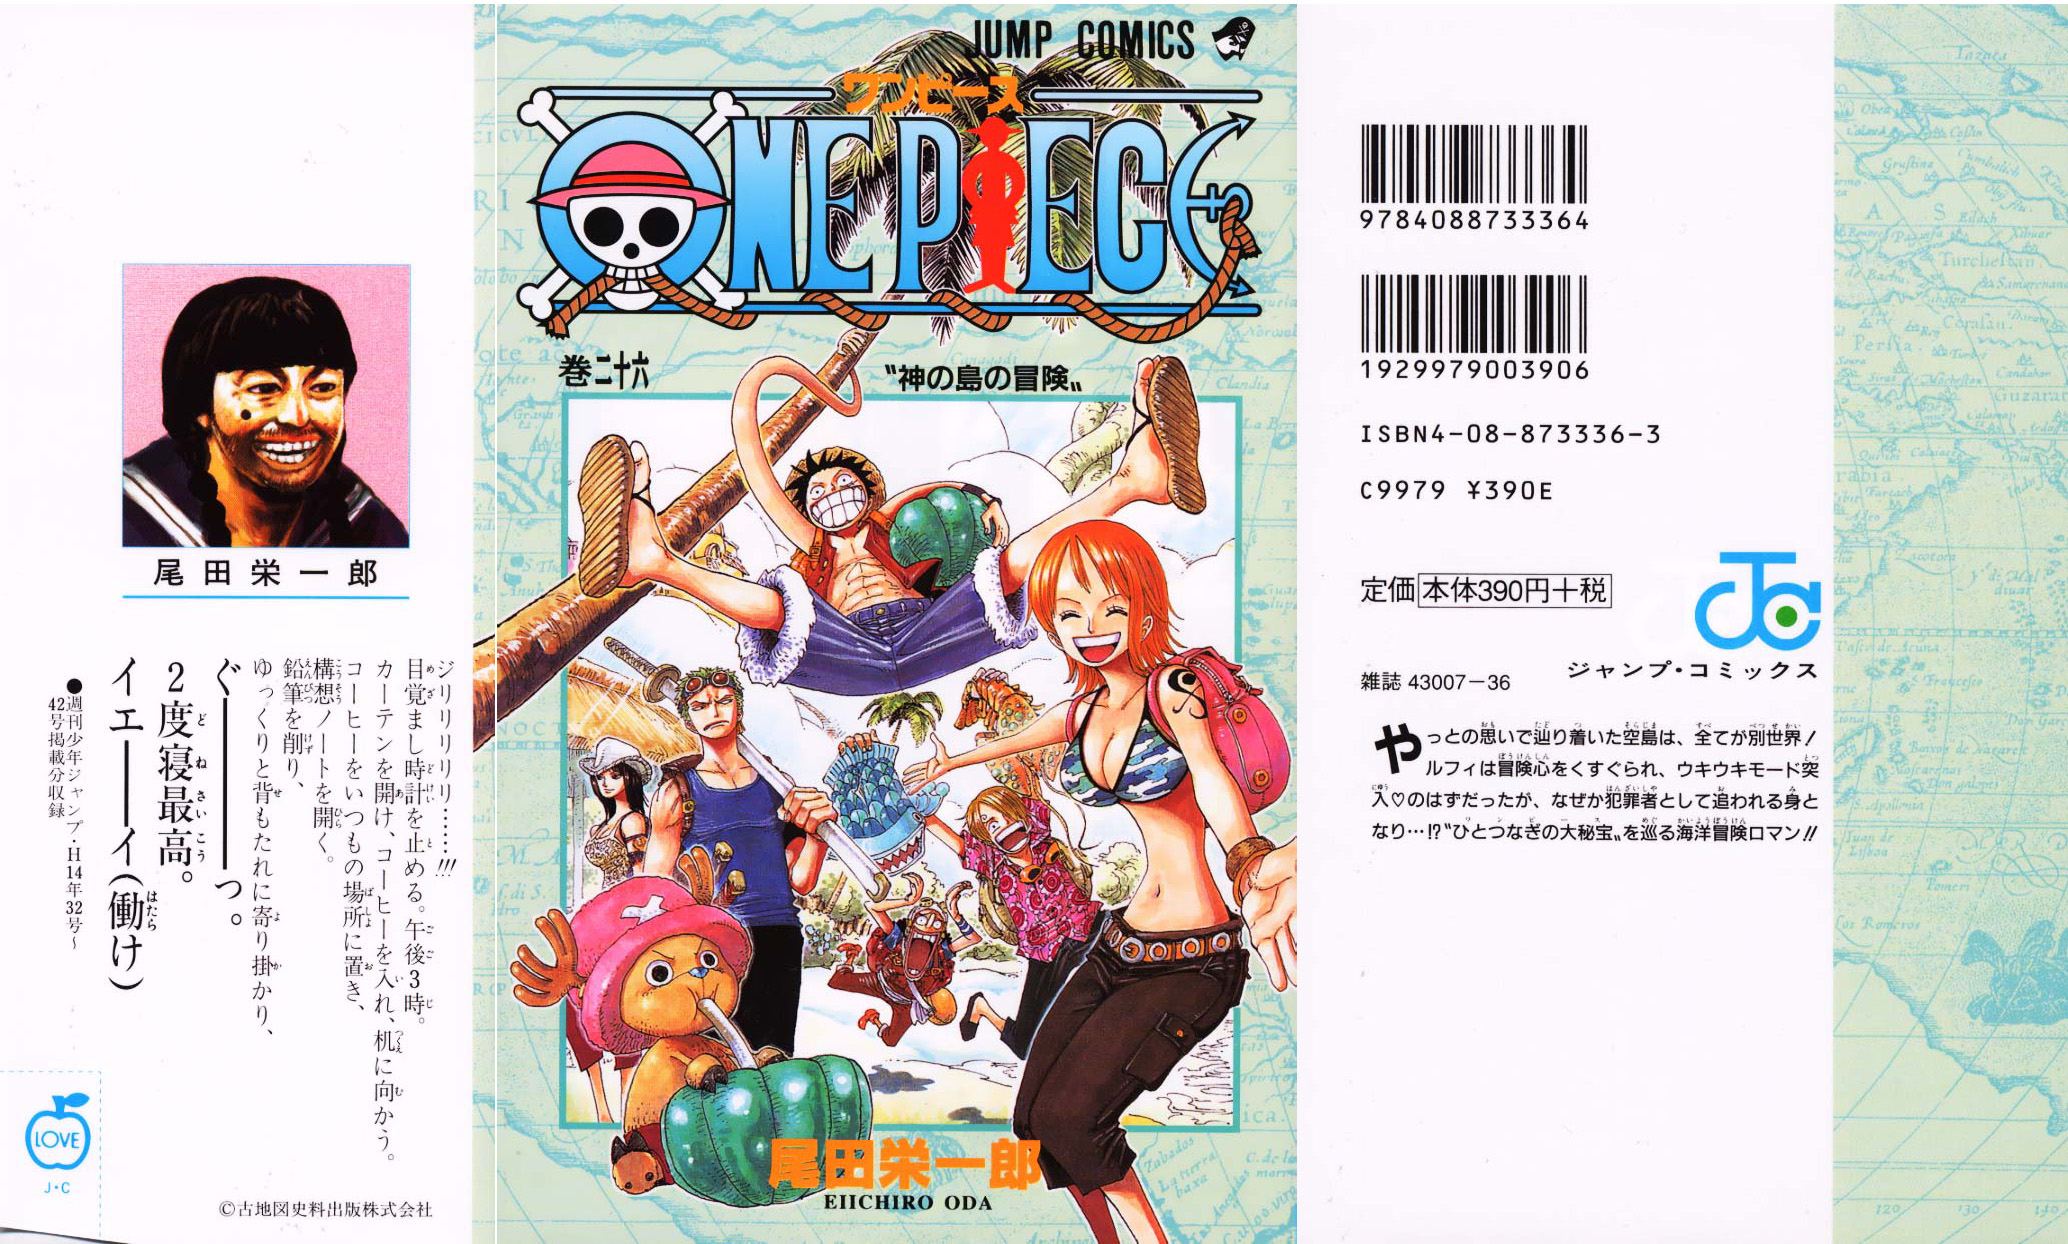 尾田栄一郎
ジリリリリリリ……!!!
目覚まし時計を止める。午後3時。
カーテンを開け、コーヒーを入れ、机に向かう。
コーヒーをいつもの場所に置き、
構想ノートを開く。
鉛筆を削り、
ゆっくりと背もたれに寄り掛かり、
ぐ――――っ。
2度寝最高。
イエ――イ(働け)
●週刊少年ジャンプ・H14年32号～
42号掲載分収録
LOVE
J・C
©古地図史料出版株式会社
JUMP COMICS
ワンピース
ONE PIECE
巻二十六
〝神の島の冒険〟
尾田栄一郎
EIICHIRO ODA
9784088733364
1929979003906
ISBN4-08-873336-3
C9979 ¥390E
定価 本体390円+税
JC
ジャンプ・コミックス
雑誌 43007-36
やっとの思いで辿り着いた空島は、全てが別世界!
ルフィは冒険心をくすぐられ、ウキウキモード突
入♡のはずだったが、なぜか犯罪者として追われる身と
なり…!?〝ひとつなぎの大秘宝〟を巡る海洋冒険ロマン!!